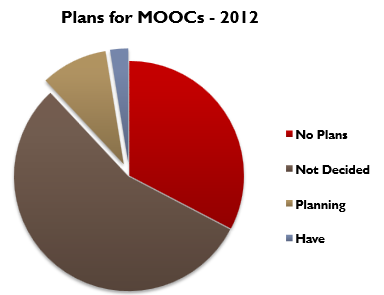 Plans for MOOCs - 2012
No Plans
Not Decided
Planning
Have